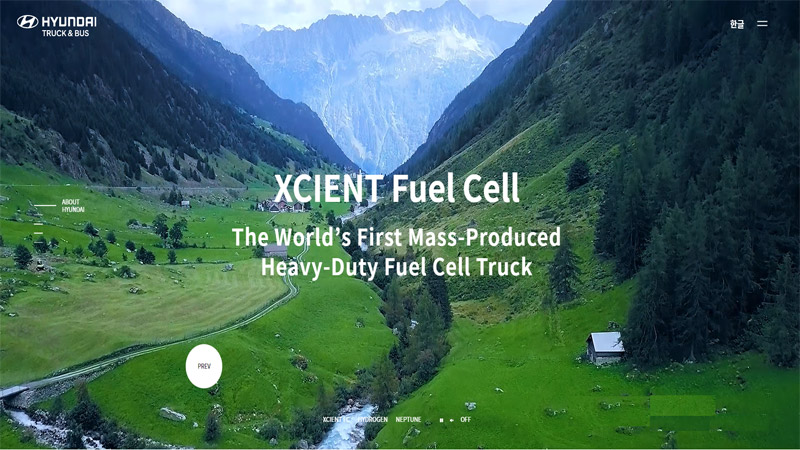 HYUNDAI
TRUCK & BUS
한글
XCIENT Fuel Cell
ABOUT
HYUNDAI
The World's First Mass-Produced
Heavy-Duty Fuel Cell Truck
PREV
XCIENT FC HYDROGEN NEPTUNE OFF